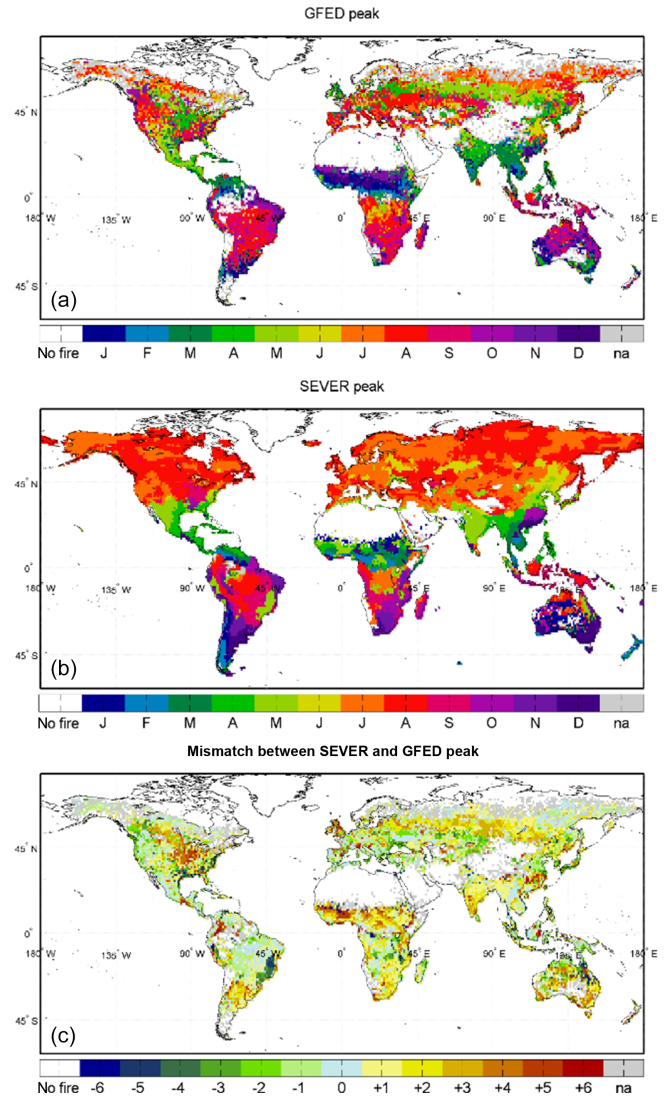 GFED peak
45° N
0°
180° W 135° W 90° W 45° W 0° 45° E 90° E 135° E 180° E
45° S
(a)
No fire J F M A M J J A S O N D na
SEVER peak
45° N
0°
180° W 135° W 90° W 45° W 0° 45° E 90° E 135° E 180° E
45° S
(b)
No fire J F M A M J J A S O N D na
Mismatch between SEVER and GFED peak
45° N
0°
180° W 135° W 90° W 45° W 0° 45° E 90° E 135° E 180° E
45° S
(c)
No fire -6 -5 -4 -3 -2 -1 0 +1 +2 +3 +4 +5 +6 na